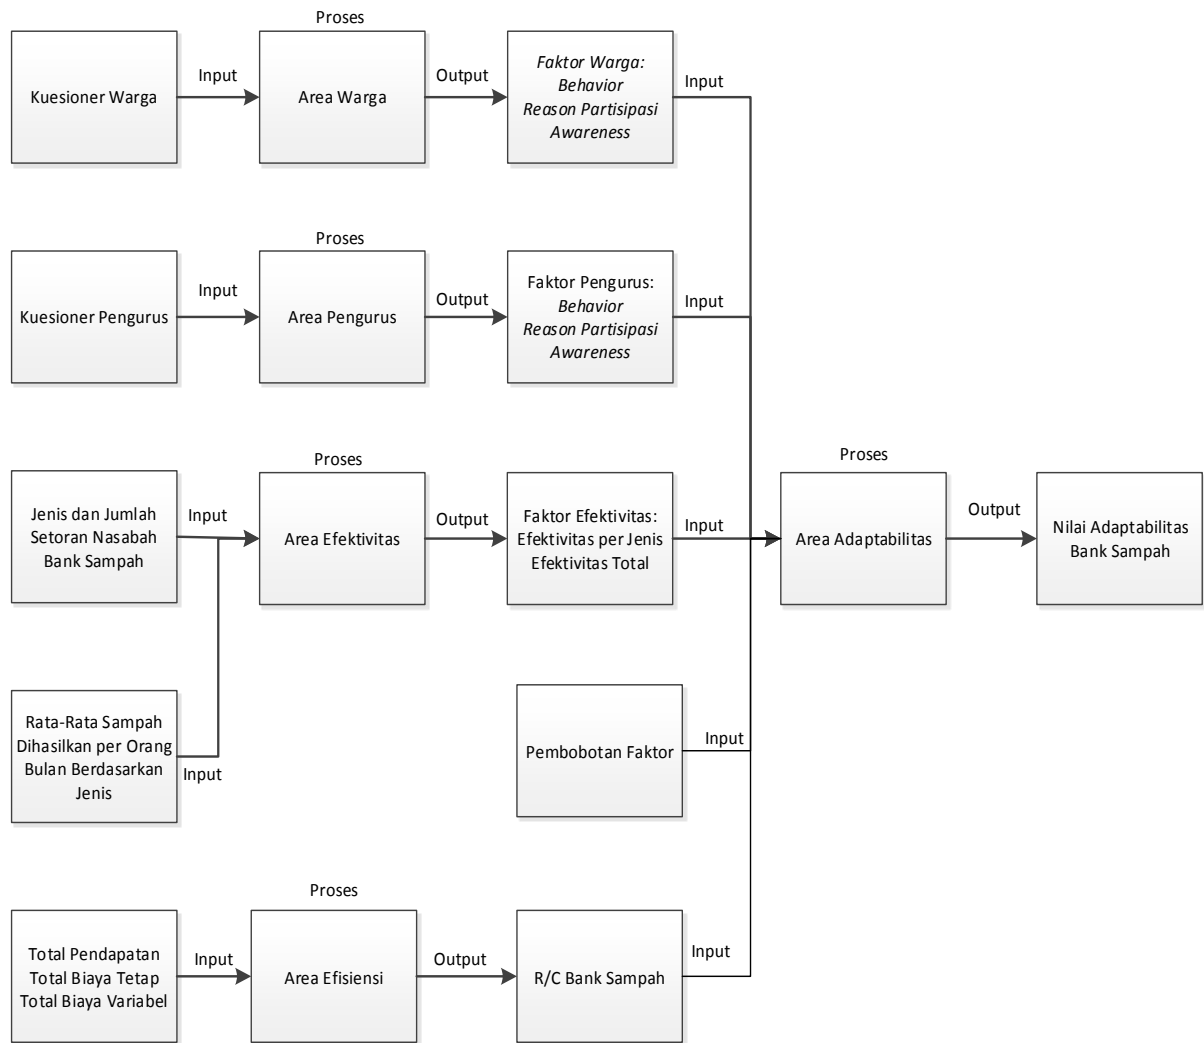 Proses
Kuesioner Warga
Input
Area Warga
Output
Faktor Warga:
Behavior
Reason Partisipasi
Awareness
Input
Proses
Kuesioner Pengurus
Input
Area Pengurus
Output
Faktor Pengurus:
Behavior
Reason Partisipasi
Awareness
Input
Proses
Jenis dan Jumlah
Setoran Nasabah
Bank Sampah
Input
Area Efektivitas
Output
Faktor Efektivitas:
Efektivitas per Jenis
Efektivitas Total
Input
Proses
Area Adaptabilitas
Output
Nilai Adaptabilitas
Bank Sampah
Rata-Rata Sampah
Dihasilkan per Orang
Bulan Berdasarkan
Jenis
Input
Pembobotan Faktor
Input
Proses
Total Pendapatan
Total Biaya Tetap
Total Biaya Variabel
Input
Area Efisiensi
Output
R/C Bank Sampah
Input